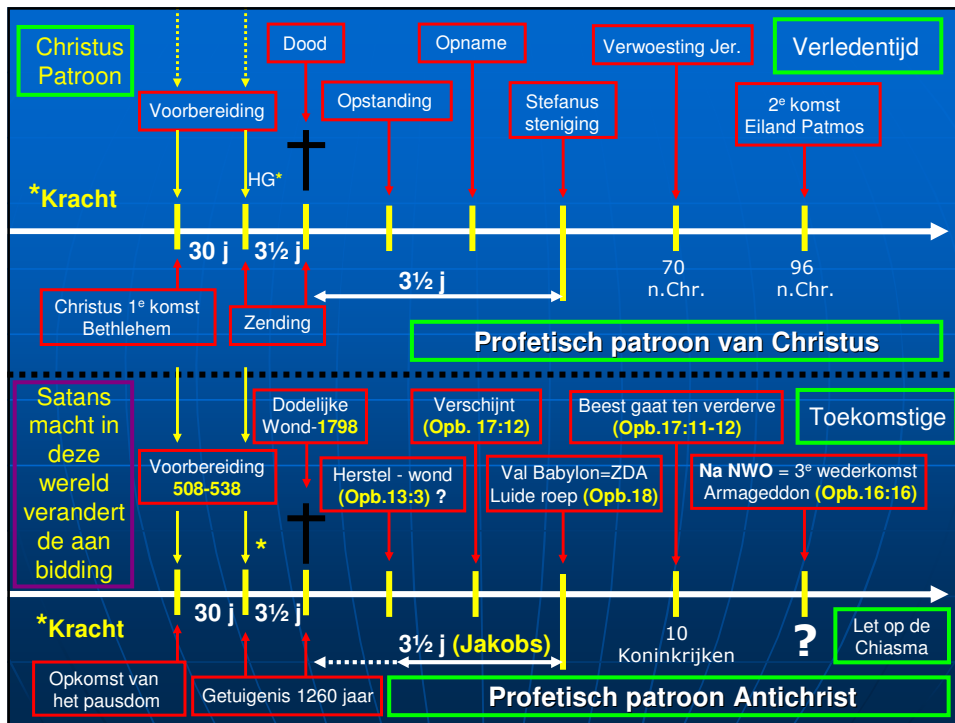 Christus
Patroon
Dood
Opname
Verwoesting Jer.
Verledentijd
Voorbereiding
Opstanding
Stefanus
steniging
2e komst
Eiland Patmos
HG*
*Kracht
30 j
3½ j
3½ j
70
n.Chr.
96
n.Chr.
Christus 1e komst
Bethlehem
Zending
Profetisch patroon van Christus
Satans
macht in
deze
wereld
verandert
de aan
bidding
Dodelijke
Wond-1798
Verschijnt
(Opb. 17:12)
Beest gaat ten verderve
(Opb.17:11-12)
Toekomstige
Voorbereiding
508-538
Herstel - wond
(Opb.13:3) ?
Val Babylon=ZDA
Luide roep (Opb.18)
Na NWO = 3e wederkomst
Armageddon (Opb.16:16)
*
*Kracht
30 j
3½ j
3½ j (Jakobs)
10
Koninkrijken
?
Let op de
Chiasma
Opkomst van
het pausdom
Getuigenis 1260 jaar
Profetisch patroon Antichrist